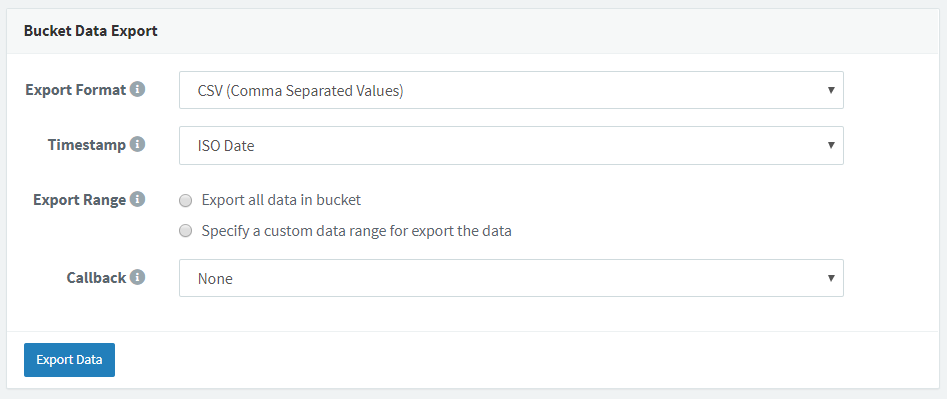 Bucket Data Export
Export Format
CSV (Comma Separated Values)
Timestamp
ISO Date
Export Range
Export all data in bucket
Specify a custom data range for export the data
Callback
None
Export Data